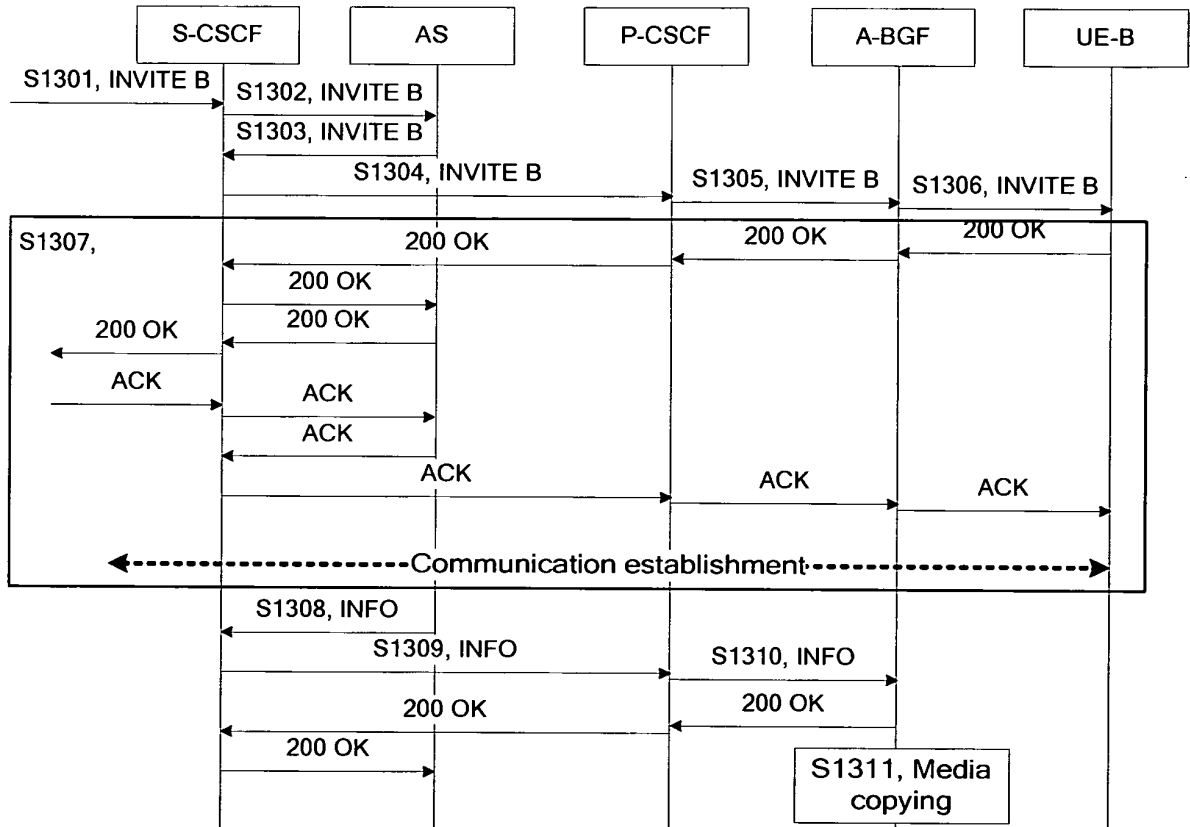 S-CSCF
AS
P-CSCF
A-BGF
UE-B
S1301, INVITE B
S1302, INVITE B
S1303, INVITE B
S1304, INVITE B
S1305, INVITE B
S1306, INVITE B
S1307,
200 OK
200 OK
200 OK
200 OK
200 OK
200 OK
ACK
ACK
ACK
ACK
ACK
ACK
Communication establishment
S1308, INFO
S1309, INFO
S1310, INFO
200 OK
200 OK
200 OK
S1311, Media
copying